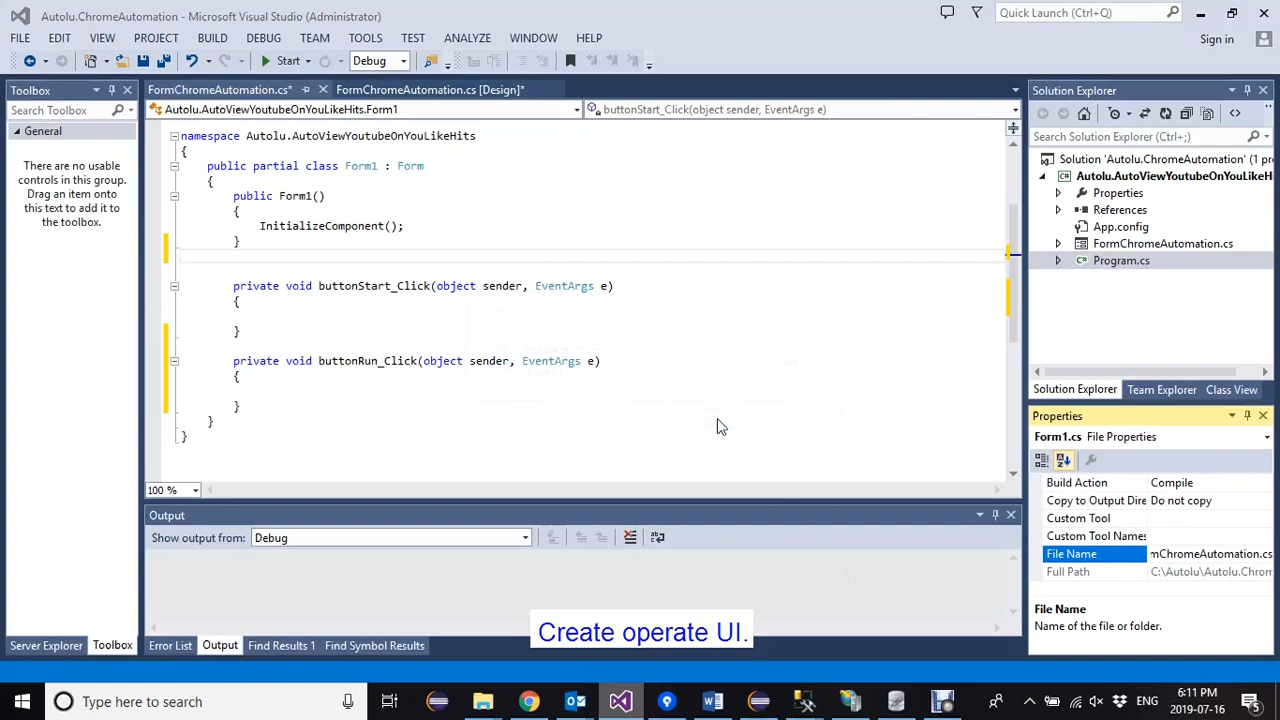 Autolu.ChromeAutomation - Microsoft Visual Studio (Administrator)
Quick Launch (Ctrl+Q)
FILE EDIT VIEW PROJECT BUILD DEBUG TEAM TOOLS TEST ANALYZE WINDOW HELP
Sign in
Start
Debug
Toolbox
Search Toolbox
General
There are no usable
controls in this group.
Drag an item onto
this text to add it to
the toolbox.
Server Explorer Toolbox
FormChromeAutomation.cs*
FormChromeAutomation.cs [Design]*
Autolu.AutoViewYoutubeOnYouLikeHits.Form1
buttonStart_Click(object sender, EventArgs e)
namespace Autolu.AutoViewYoutubeOnYouLikeHits
{
public partial class Form1 : Form
{
public Form1()
{
InitializeComponent();
}
private void buttonStart_Click(object sender, EventArgs e)
{
}
private void buttonRun_Click(object sender, EventArgs e)
{
}
}
}
100 %
Output
Show output from: Debug
Create operate UI.
Error List Output Find Results 1 Find Symbol Results
Solution Explorer
Search Solution Explorer (Ctrl+;)
Solution 'Autolu.ChromeAutomation' (1 pr
C# Autolu.AutoViewYoutubeOnYouLikeHi
Properties
References
App.config
FormChromeAutomation.cs
C# Program.cs
Solution Explorer Team Explorer Class View
Properties
Form1.cs File Properties
Build Action Compile
Copy to Output Dire Do not copy
Custom Tool
Custom Tool Names
File Name mChromeAutomation.cs
Full Path C:\Autolu\Autolu.Chrom
File Name
Name of the file or folder.
Type here to search
ENG
6:11 PM
2019-07-16
5